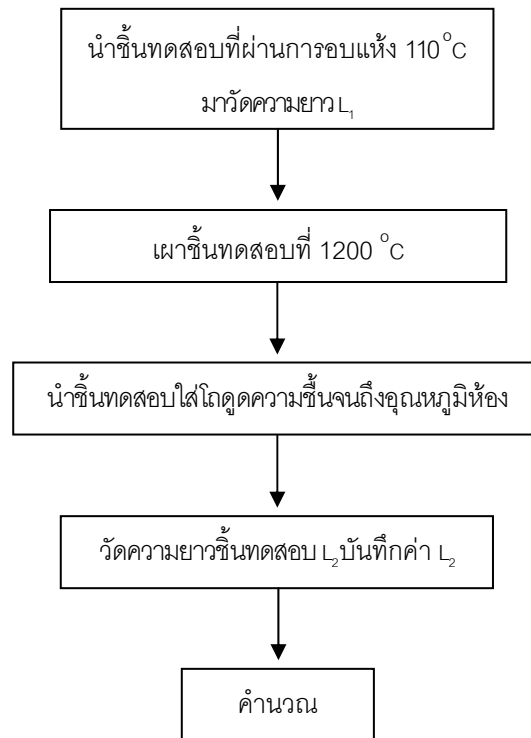 นำชิ้นทดสอบที่ผ่านการอบแห้ง 110 °C
มาวัดความยาว L₁
เผาชิ้นทดสอบที่ 1200 °C
นำชิ้นทดสอบใส่โถดูดความชื้นจนถึงอุณหภูมิห้อง
วัดความยาวชิ้นทดสอบ L₂ บันทึกค่า L₂
คำนวณ